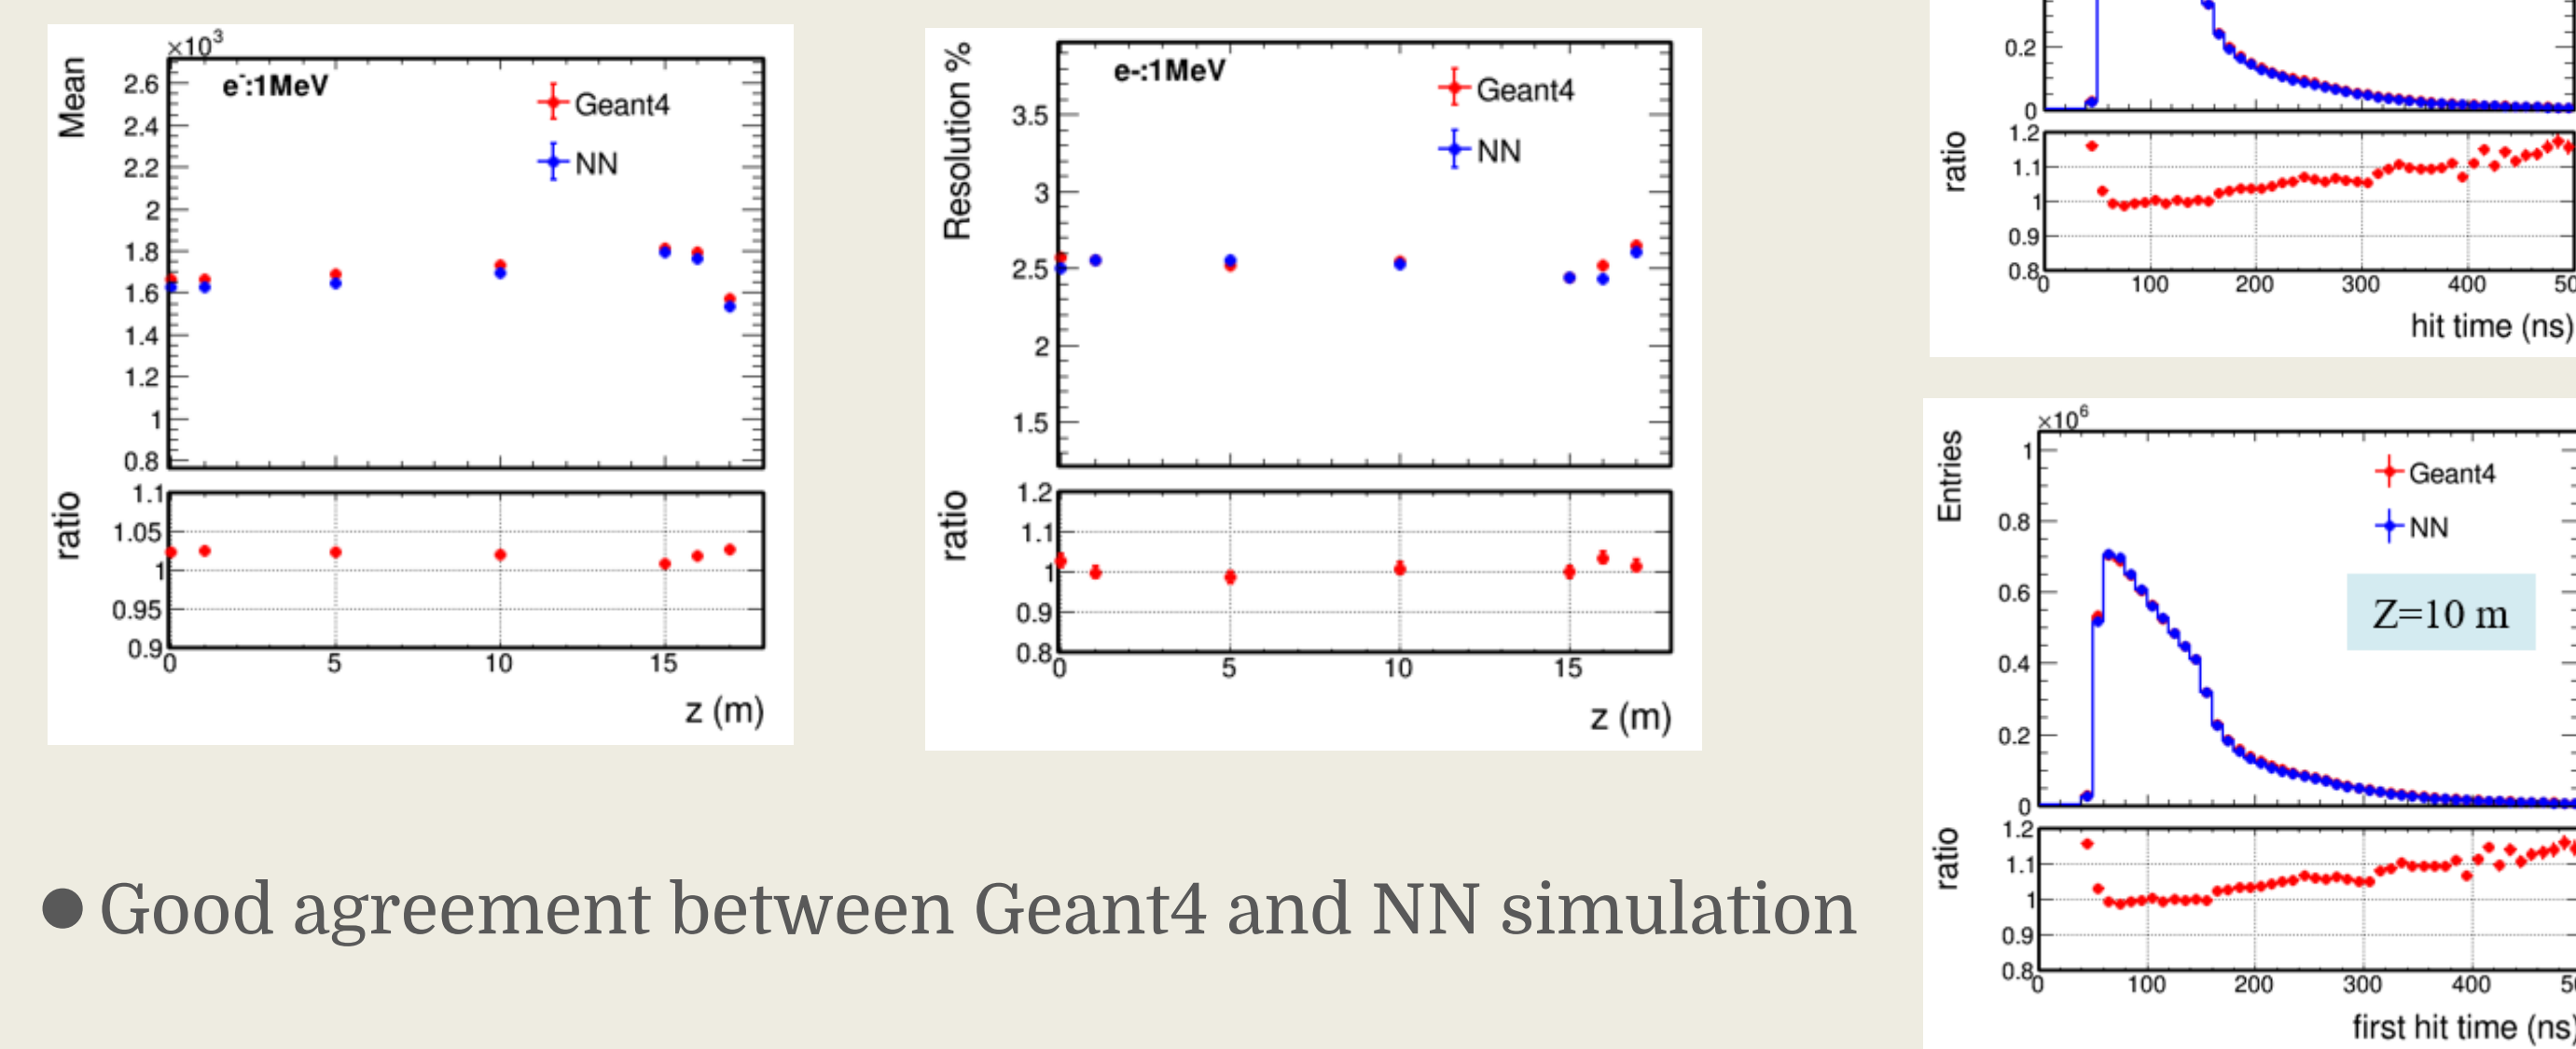 ×10³
Mean
e⁻:1MeV
Geant4
NN
2.6
2.4
2.2
2
1.8
1.6
1.4
1.2
1
0.8
ratio
1.1
1.05
1
0.95
0.9
0 5 10 15
z (m)
Resolution %
e-:1MeV
Geant4
NN
3.5
3
2.5
2
1.5
ratio
1.2
1.1
1
0.9
0.8
0 5 10 15
z (m)
0.2
0
ratio
1.2
1.1
1
0.9
0.8
0 100 200 300 400 50
hit time (ns)
×10⁶
Entries
Geant4
NN
Z=10 m
1
0.8
0.6
0.4
0.2
0
ratio
1.2
1.1
1
0.9
0.8
0 100 200 300 400 5
first hit time (ns)
● Good agreement between Geant4 and NN simulation